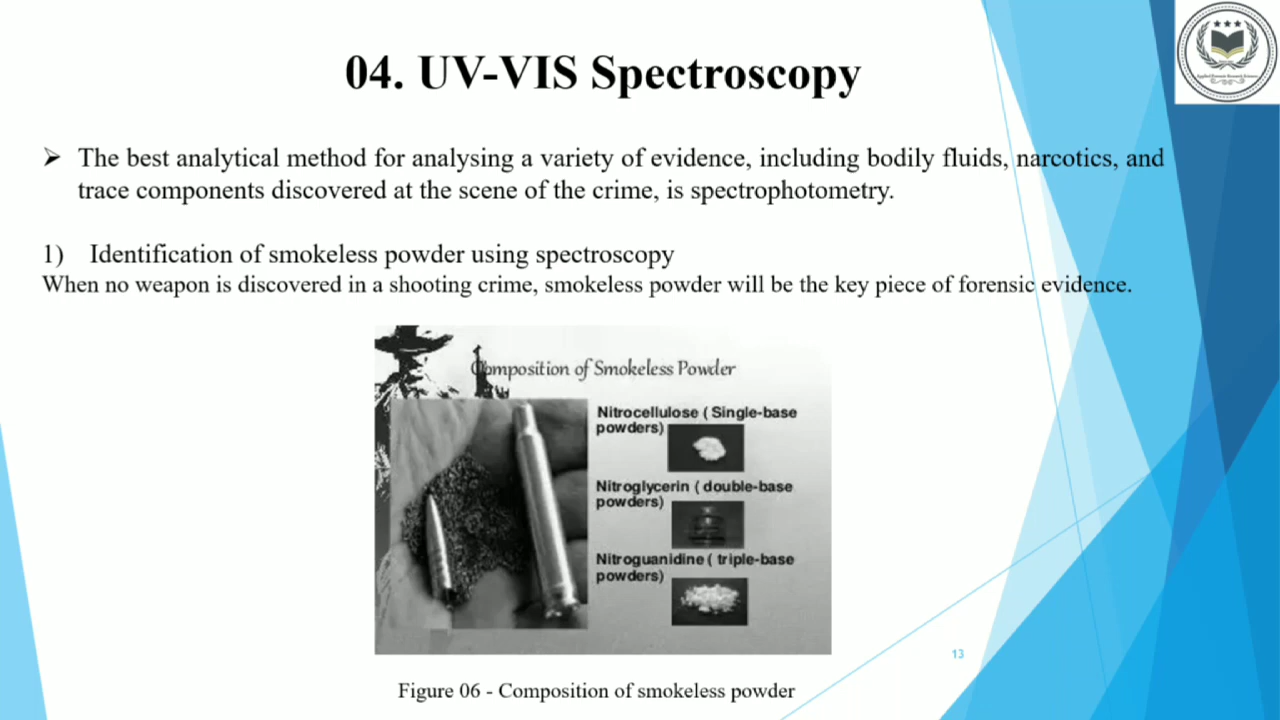 04. UV-VIS Spectroscopy
➢ The best analytical method for analysing a variety of evidence, including bodily fluids, narcotics, and
trace components discovered at the scene of the crime, is spectrophotometry.
1) Identification of smokeless powder using spectroscopy
When no weapon is discovered in a shooting crime, smokeless powder will be the key piece of forensic evidence.
Composition of Smokeless Powder
Nitrocellulose ( Single-base
powders)
Nitroglycerin ( double-base
powders)
Nitroguanidine ( triple-base
powders)
13
Figure 06 - Composition of smokeless powder